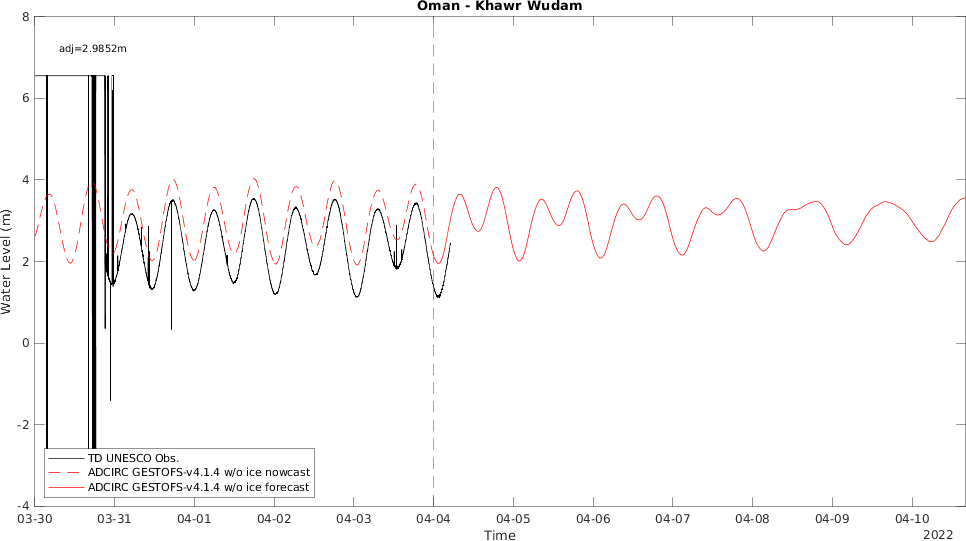 Oman - Khawr Wudam
adj=2.9852m
8
6
4
2
0
-2
-4
Water Level (m)
TD UNESCO Obs.
ADCIRC GESTOFS-v4.1.4 w/o ice nowcast
ADCIRC GESTOFS-v4.1.4 w/o ice forecast
03-30 03-31 04-01 04-02 04-03 04-04 04-05 04-06 04-07 04-08 04-09 04-10
Time
2022